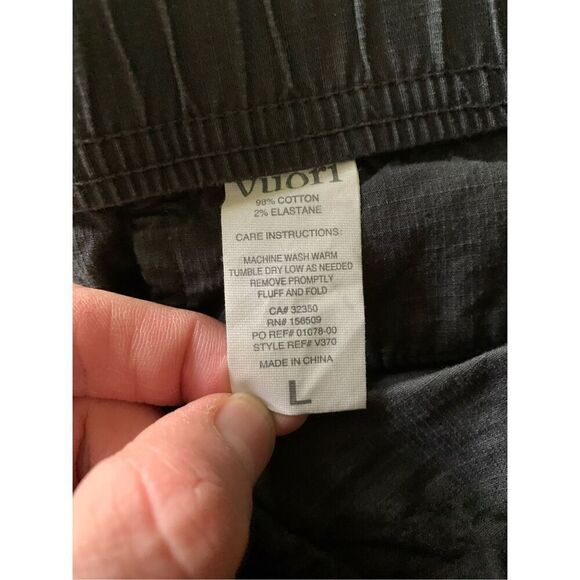 vuori
98% COTTON
2% ELASTANE
CARE INSTRUCTIONS:
MACHINE WASH WARM
TUMBLE DRY LOW AS NEEDED
REMOVE PROMPTLY
FLUFF AND FOLD
CA# 32350
RN# 156509
PO REF# 01078-00
STYLE REF# V370
MADE IN CHINA
L